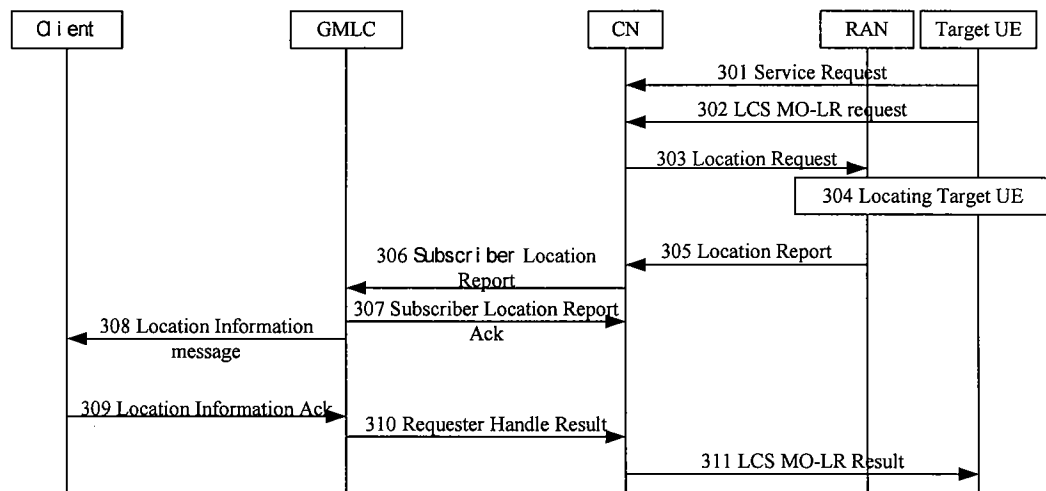 Client GMLC CN RAN Target UE
301 Service Request
302 LCS MO-LR request
303 Location Request
304 Locating Target UE
305 Location Report
306 Subscriber Location
Report
307 Subscriber Location Report
Ack
308 Location Information
message
309 Location Information Ack
310 Requester Handle Result
311 LCS MO-LR Result